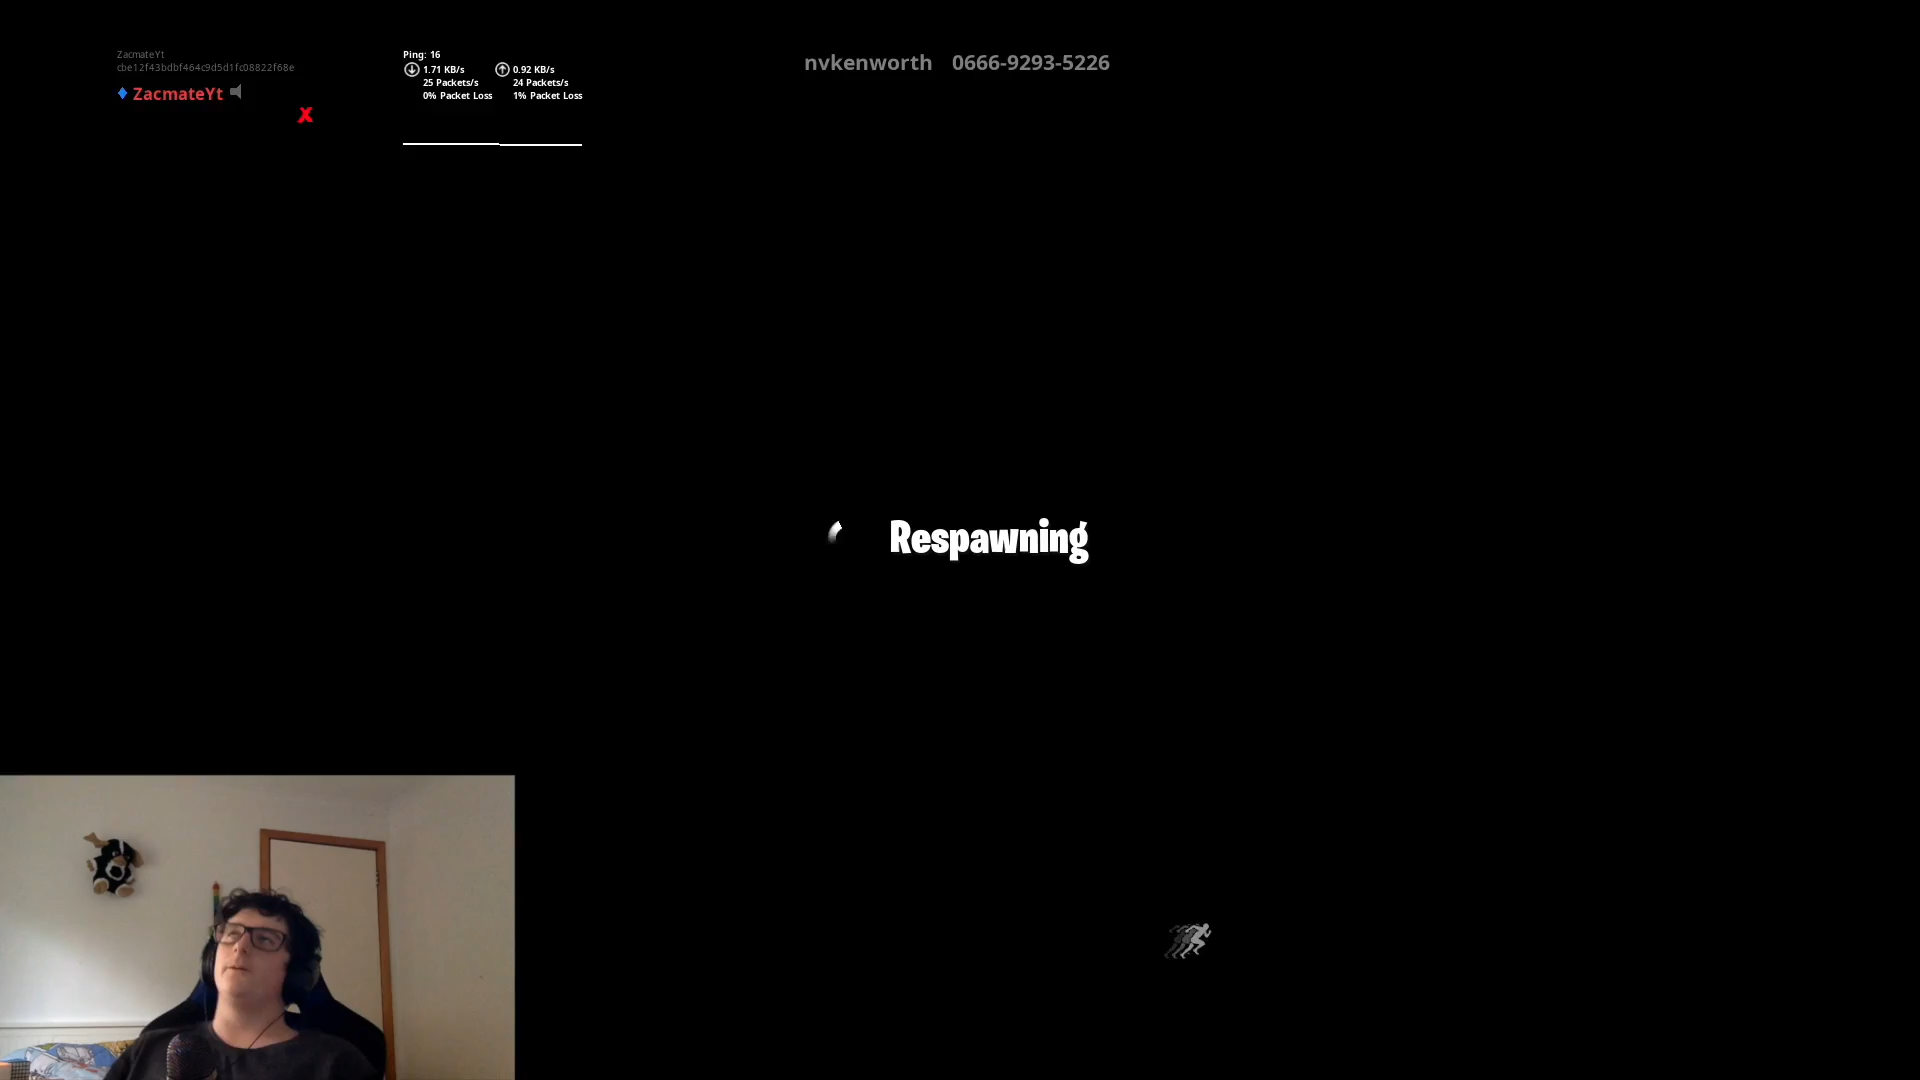 ZacmateYt
cbe12f43bdbf464c9d5d1fc08822f68e
ZacmateYt
X
Ping: 16
1.71 KB/s 0.92 KB/s
25 Packets/s 24 Packets/s
0% Packet Loss 1% Packet Loss
nvkenworth 0666-9293-5226
Respawning